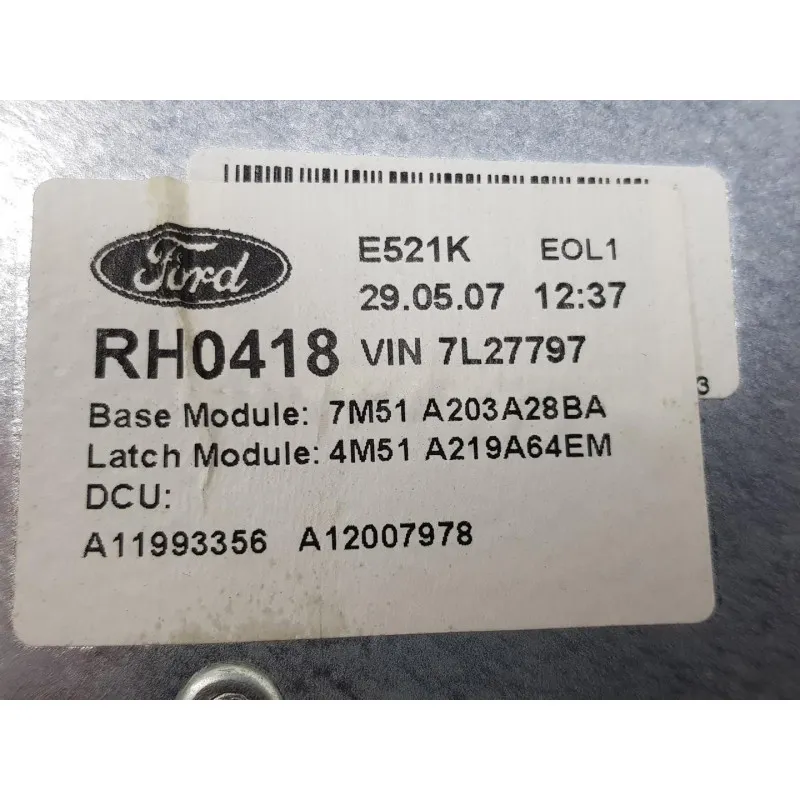 Ford
E521K EOL1
29.05.07 12:37
RH0418 VIN 7L27797
3
Base Module: 7M51 A203A28BA
Latch Module: 4M51 A219A64EM
DCU:
A11993356 A12007978